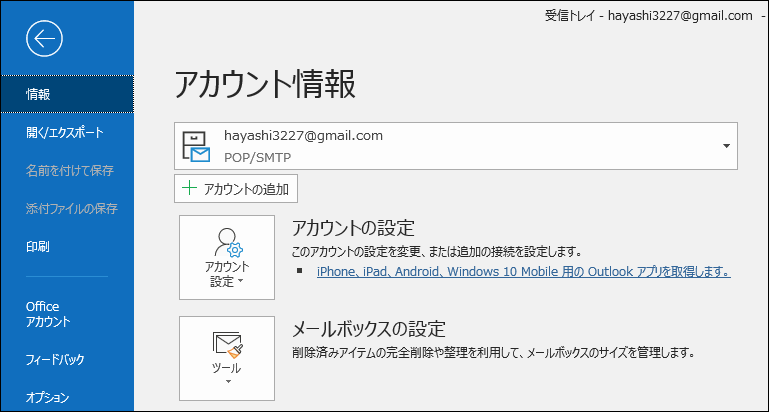 受信トレイ - hayashi3227@gmail.com -
情報
開く/エクスポート
名前を付けて保存
添付ファイルの保存
印刷
Office
アカウント
フィードバック
オプション
アカウント情報
hayashi3227@gmail.com
POP/SMTP
アカウントの追加
アカウント
設定
アカウントの設定
このアカウントの設定を変更、または追加の接続を設定します。
iPhone、iPad、Android、Windows 10 Mobile 用の Outlook アプリを取得します。
ツール
メールボックスの設定
削除済みアイテムの完全削除や整理を利用して、メールボックスのサイズを管理します。